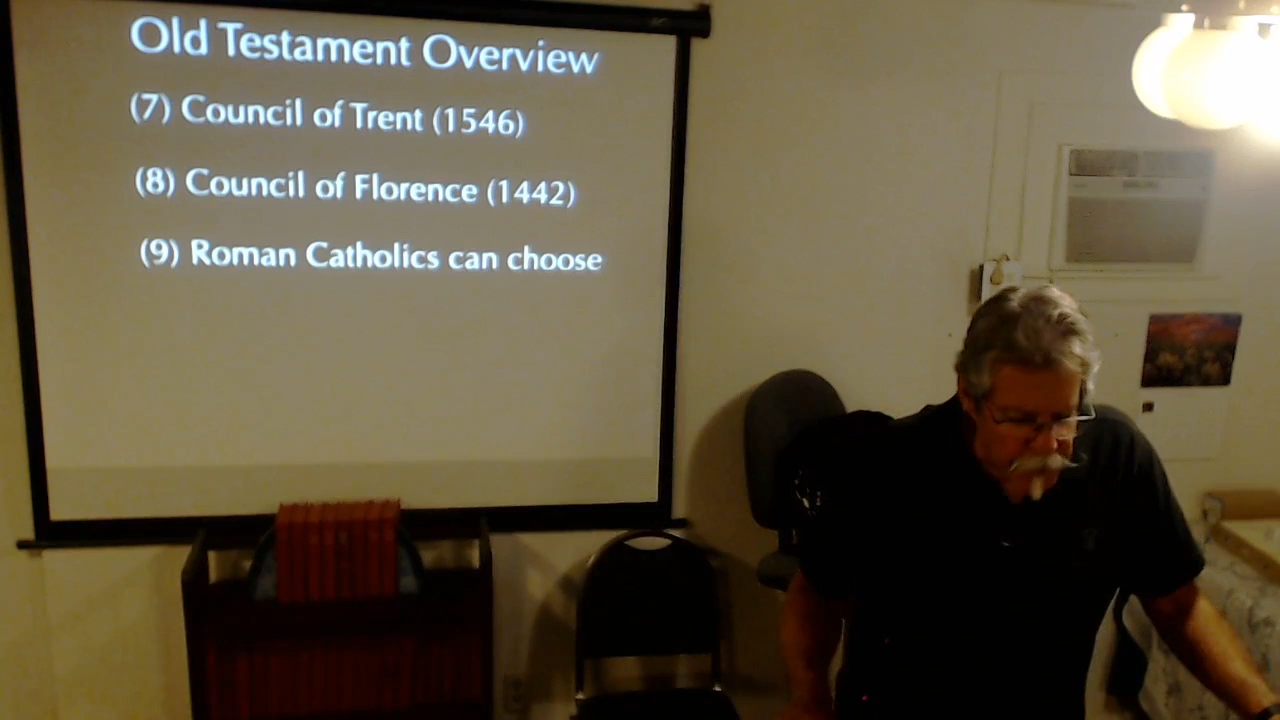 Old Testament Overview
(7) Council of Trent (1546)
(8) Council of Florence (1442)
(9) Roman Catholics can choose